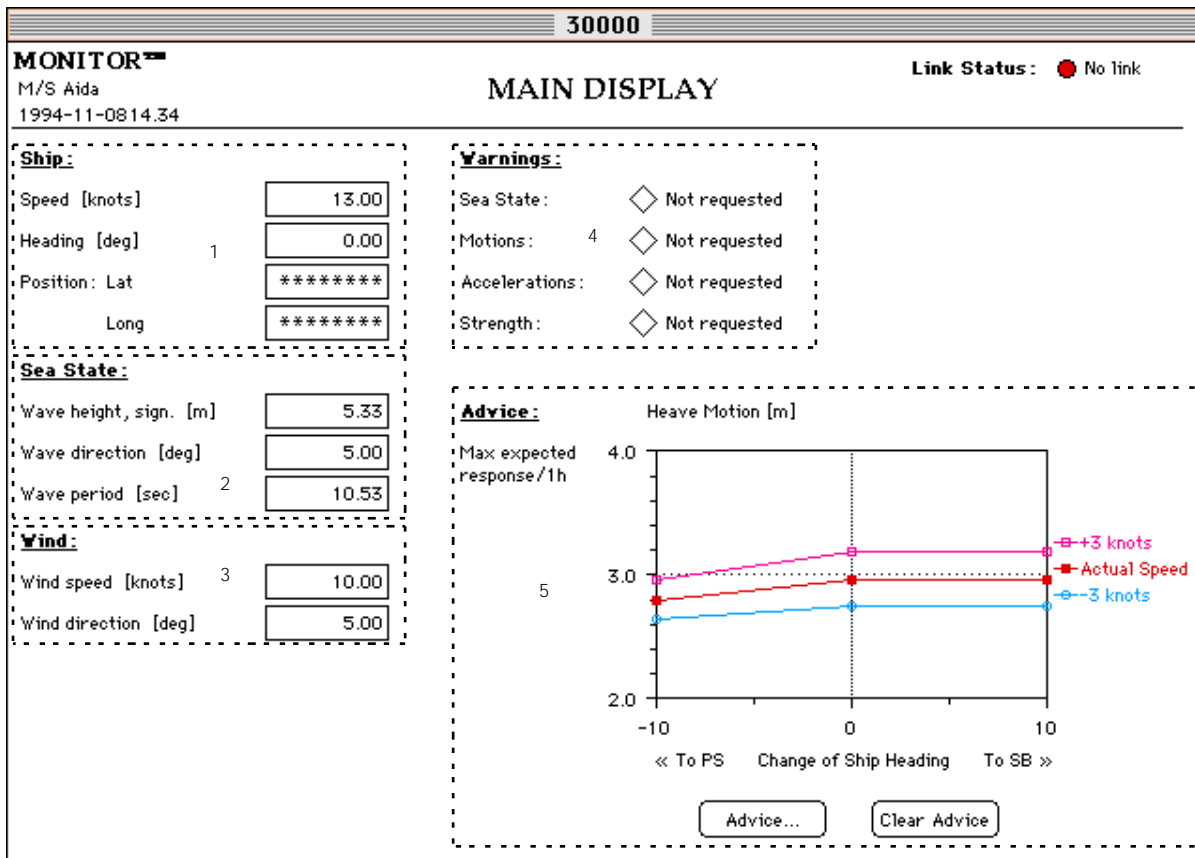 30000
MONITOR™
M/S Aida
1994-11-0814.34
MAIN DISPLAY
Link Status: No link
Ship:
Speed [knots] 13.00
Heading [deg] 0.00
1
Position: Lat ********
Long ********
Sea State:
Wave height, sign. [m] 5.33
Wave direction [deg] 5.00
Wave period [sec] 2 10.53
Wind:
Wind speed [knots] 3 10.00
Wind direction [deg] 5.00
Warnings:
Sea State: Not requested
Motions: 4 Not requested
Accelerations: Not requested
Strength: Not requested
Advice: Heave Motion [m]
Max expected
response/1h
5
4.0
3.0
2.0
+3 knots
Actual Speed
-3 knots
-10 0 10
« To PS Change of Ship Heading To SB »
Advice... Clear Advice